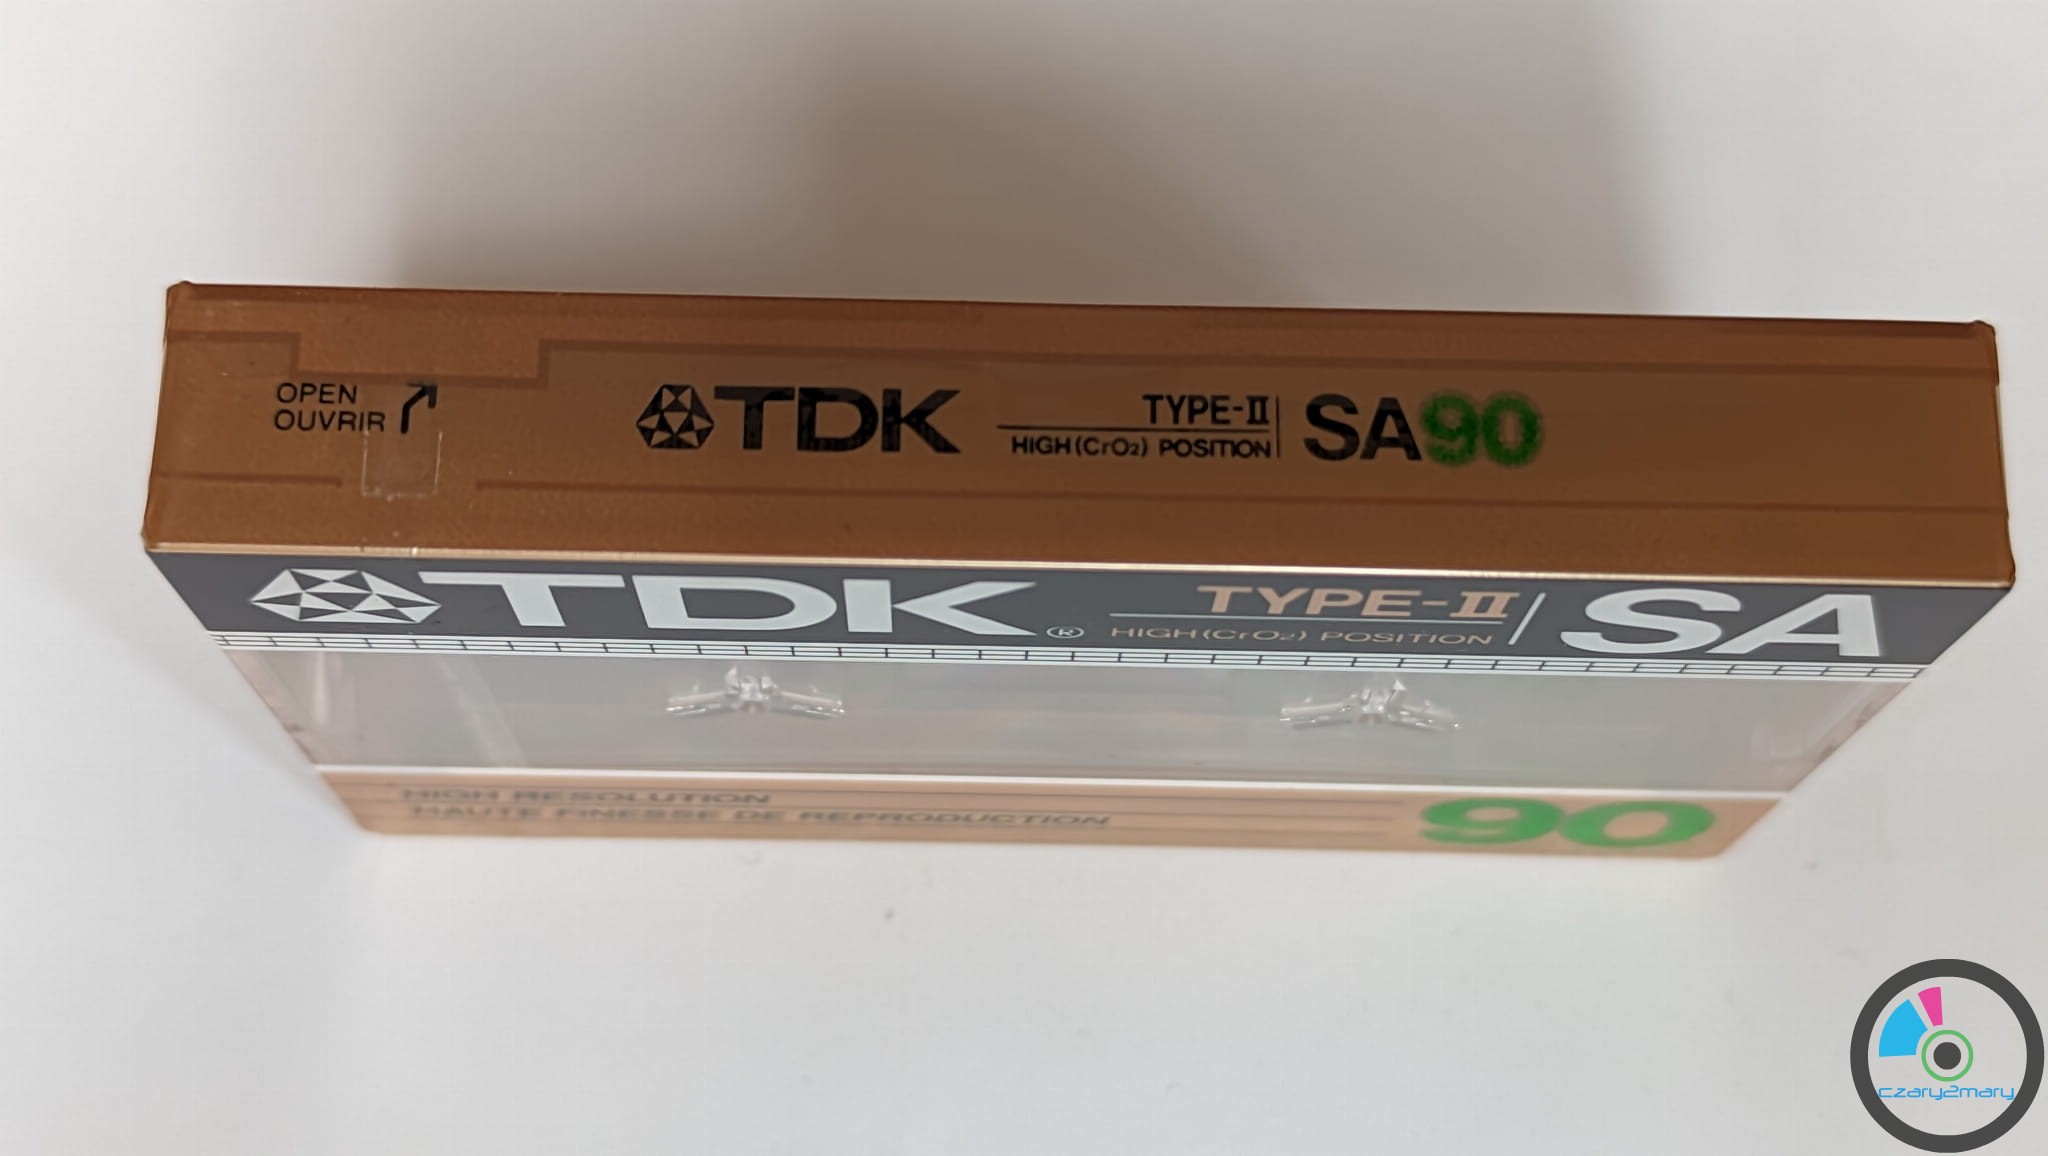 OPEN
OUVRIR
TDK
TYPE-II
HIGH (CrO₂) POSITION
SA90
TDK®
TYPE-II
HIGH (CrO₂) POSITION
SA
HIGH RESOLUTION
HAUTE FINESSE DE REPRODUCTION
90
czary2mary